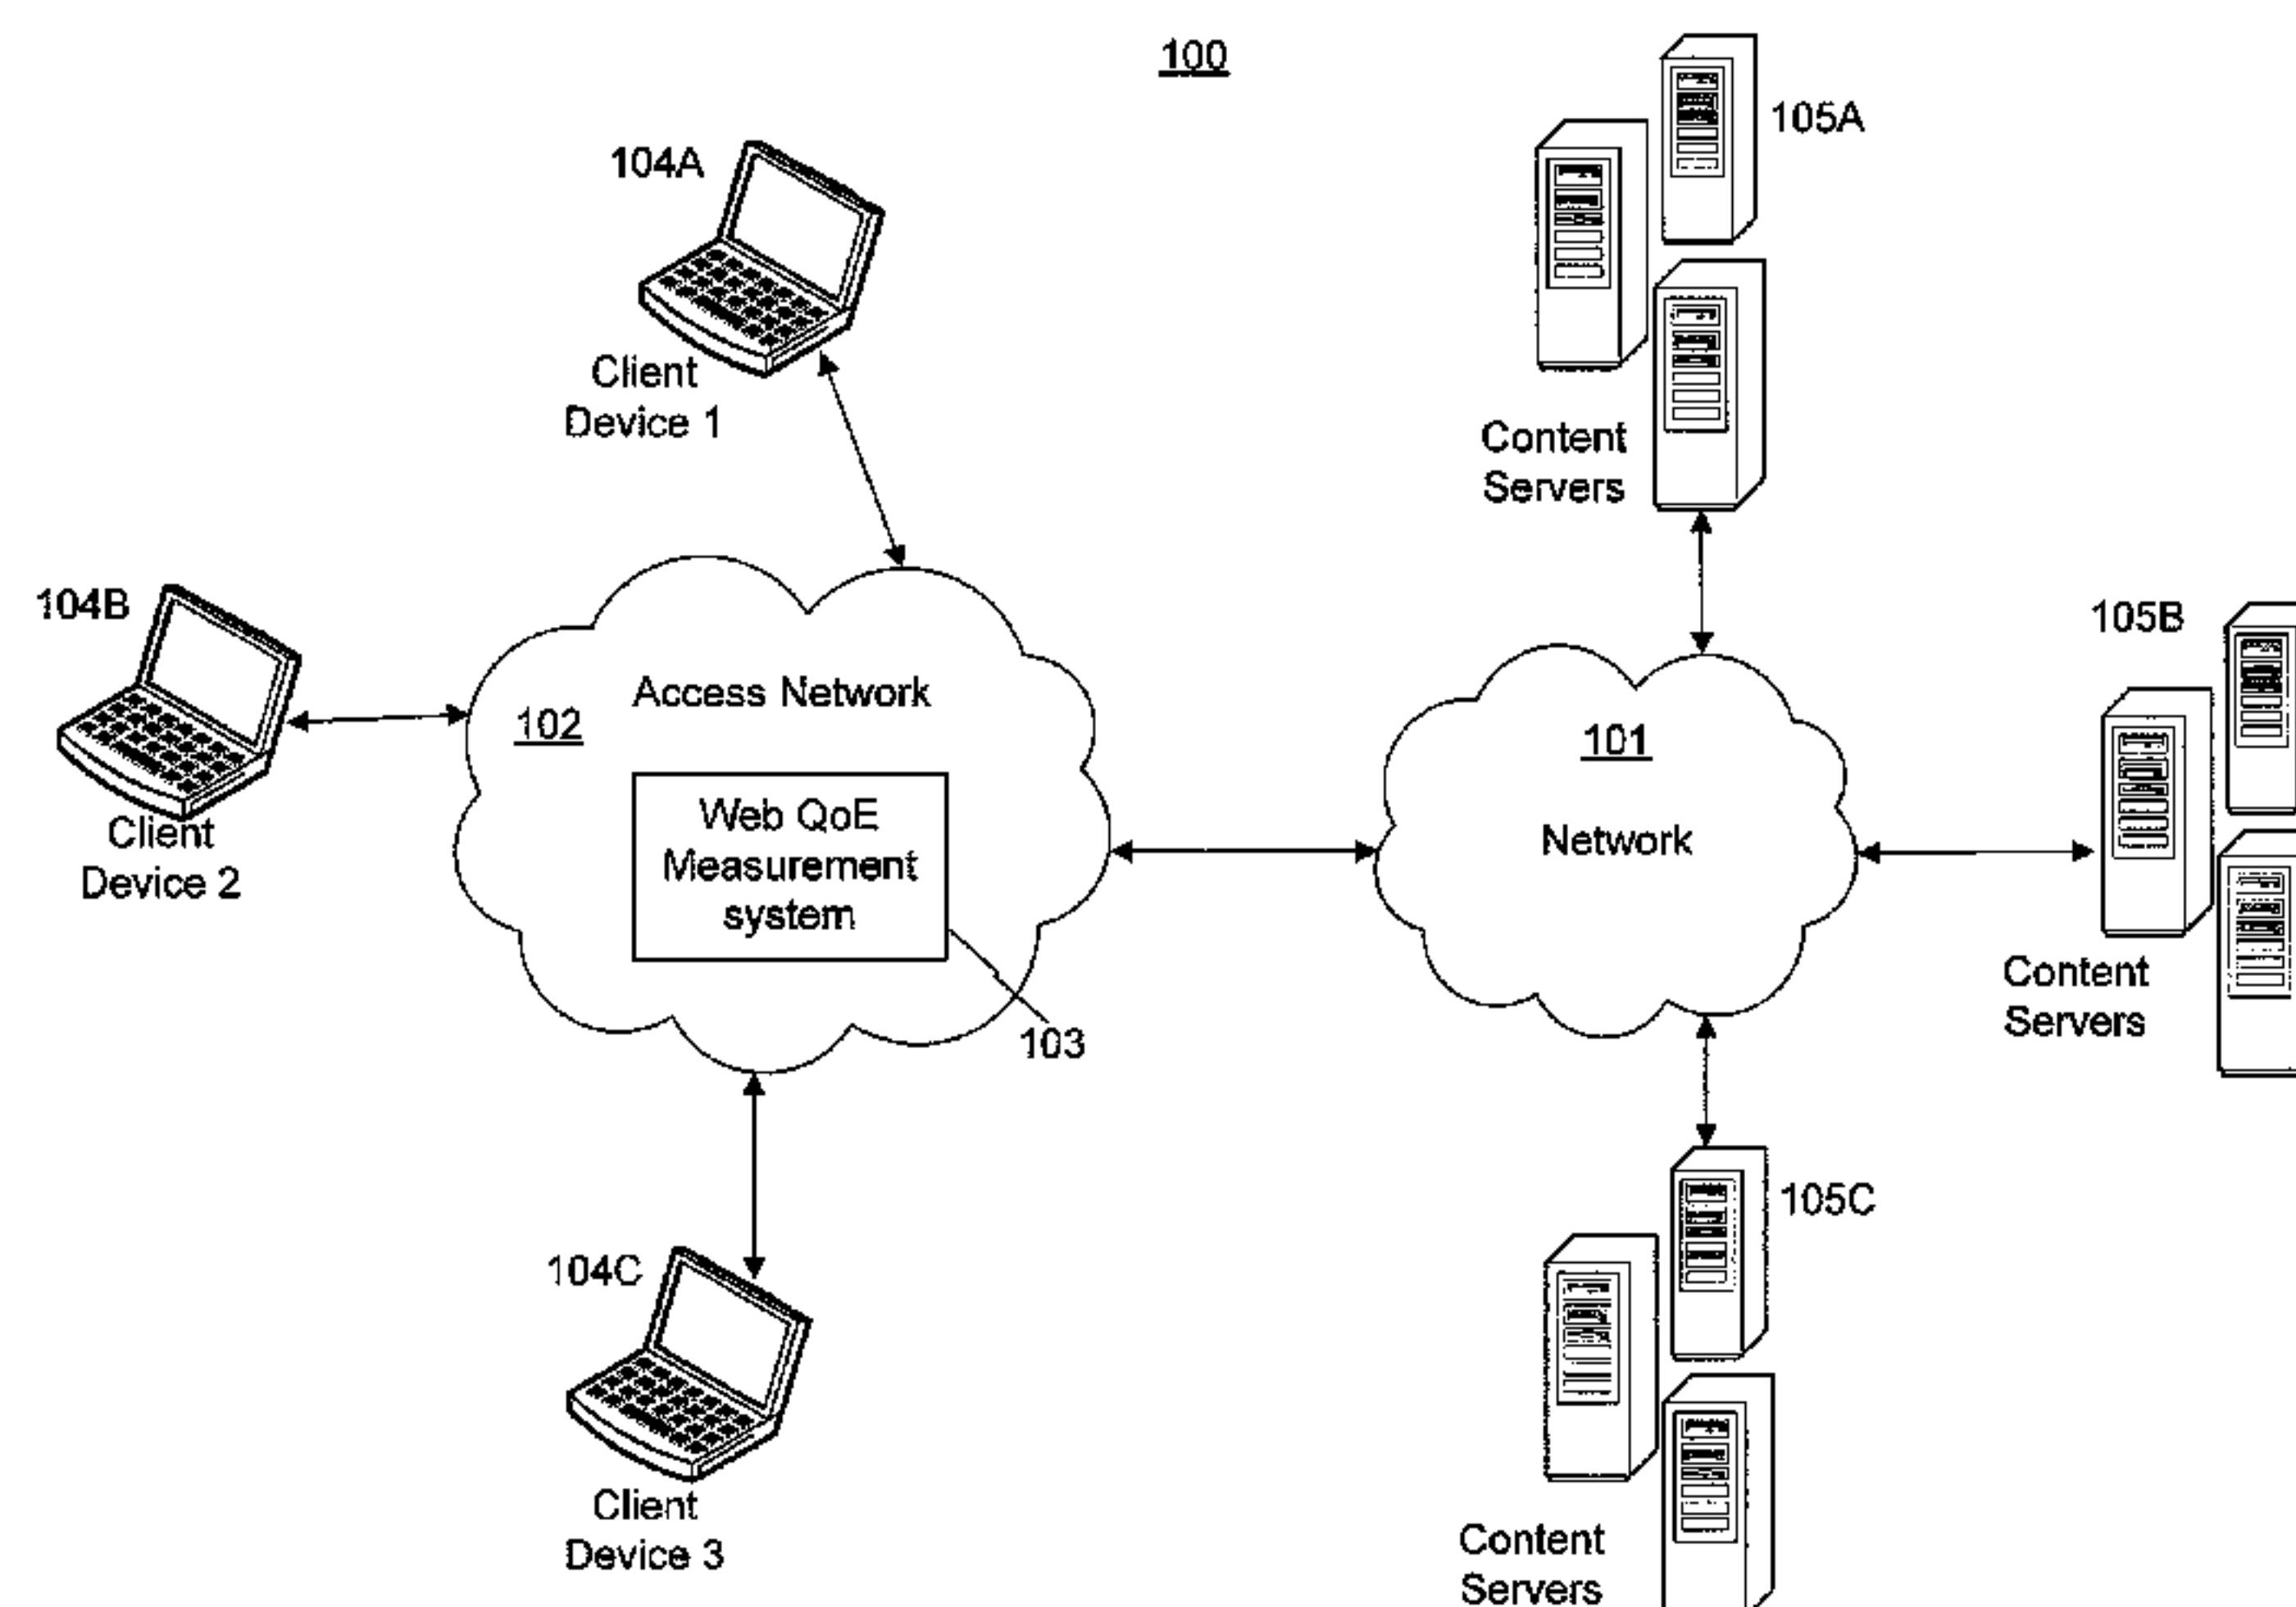 100
105A
104A
Client
Device 1
Content
Servers
104B
105B
Access Network
102
101
Web QoE
Measurement
system
Network
Client
Device 2
Content
Servers
103
105C
104C
Client
Device 3
Content
Servers